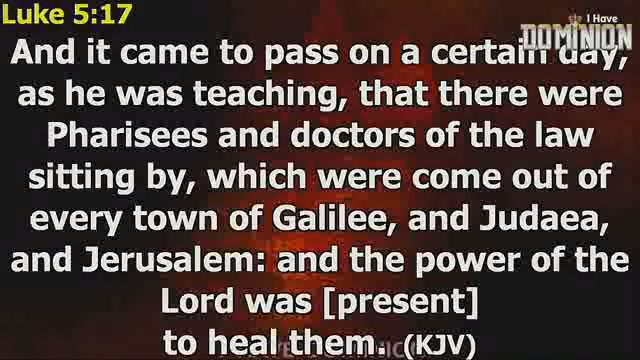 Luke 5:17
I Have
DOMINION
And it came to pass on a certain day,
as he was teaching, that there were
Pharisees and doctors of the law
sitting by, which were come out of
every town of Galilee, and Judaea,
and Jerusalem: and the power of the
Lord was [present]
to heal them. (KJV)